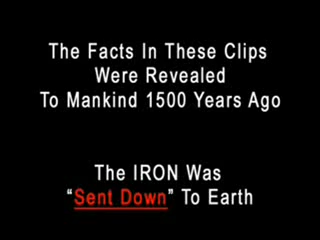 The Facts In These Clips
Were Revealed
To Mankind 1500 Years Ago
The IRON Was
“Sent Down” To Earth